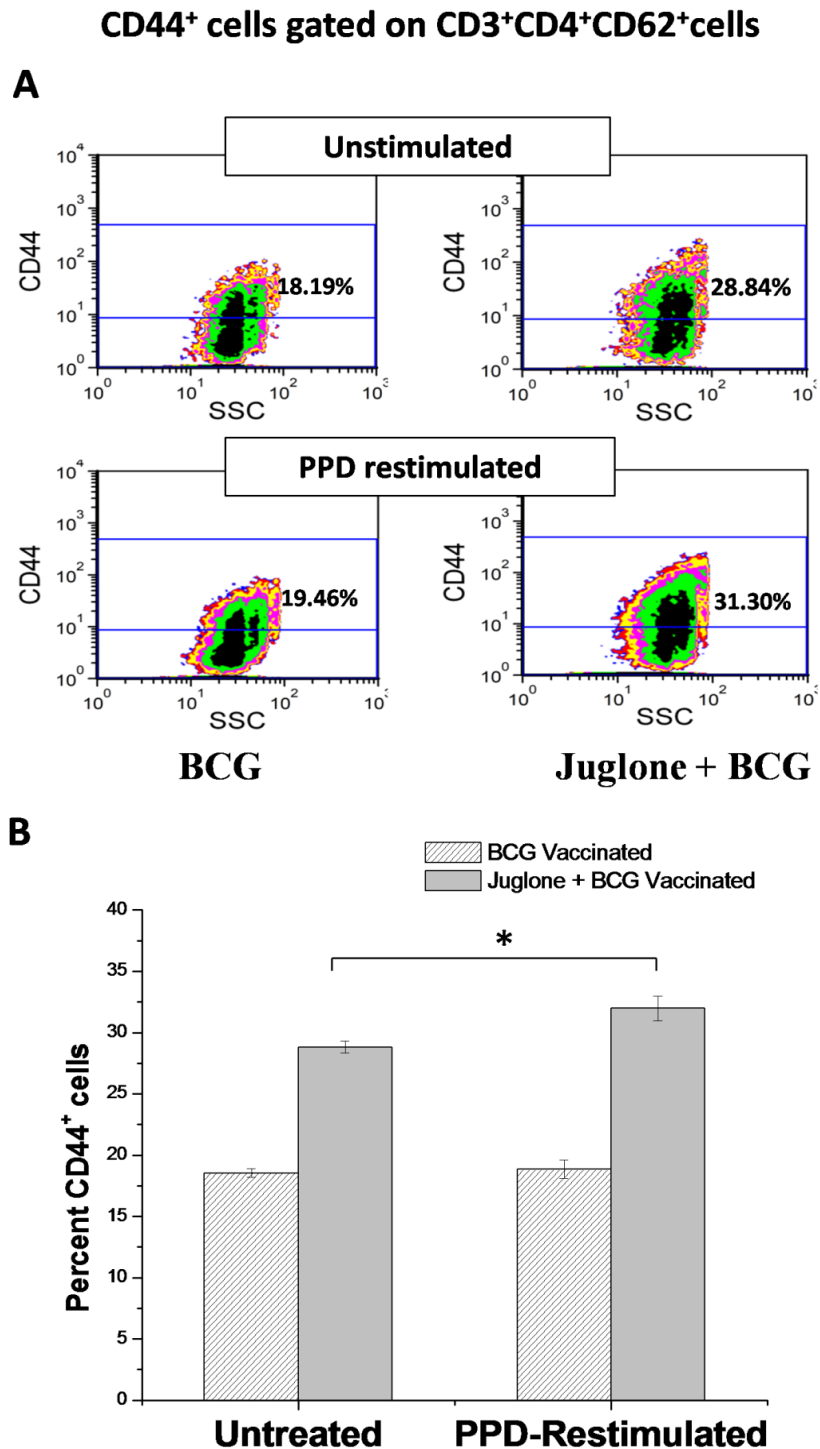 CD44⁺ cells gated on CD3⁺CD4⁺CD62⁺cells
A
Unstimulated
10⁴
10³
10²
10¹
10⁰
CD44
18.19%
10⁰ 10¹ 10² 10³
SSC
10⁴
10³
10²
10¹
10⁰
CD44
28.84%
10⁰ 10¹ 10² 10³
SSC
PPD restimulated
10⁴
10³
10²
10¹
10⁰
CD44
19.46%
10⁰ 10¹ 10² 10³
SSC
10³
10²
10¹
10⁰
CD44
31.30%
10⁰ 10¹ 10² 10³
SSC
BCG
Juglone + BCG
B
BCG Vaccinated
Juglone + BCG Vaccinated
*
40
35
30
25
20
15
10
5
0
Percent CD44⁺ cells
Untreated
PPD-Restimulated